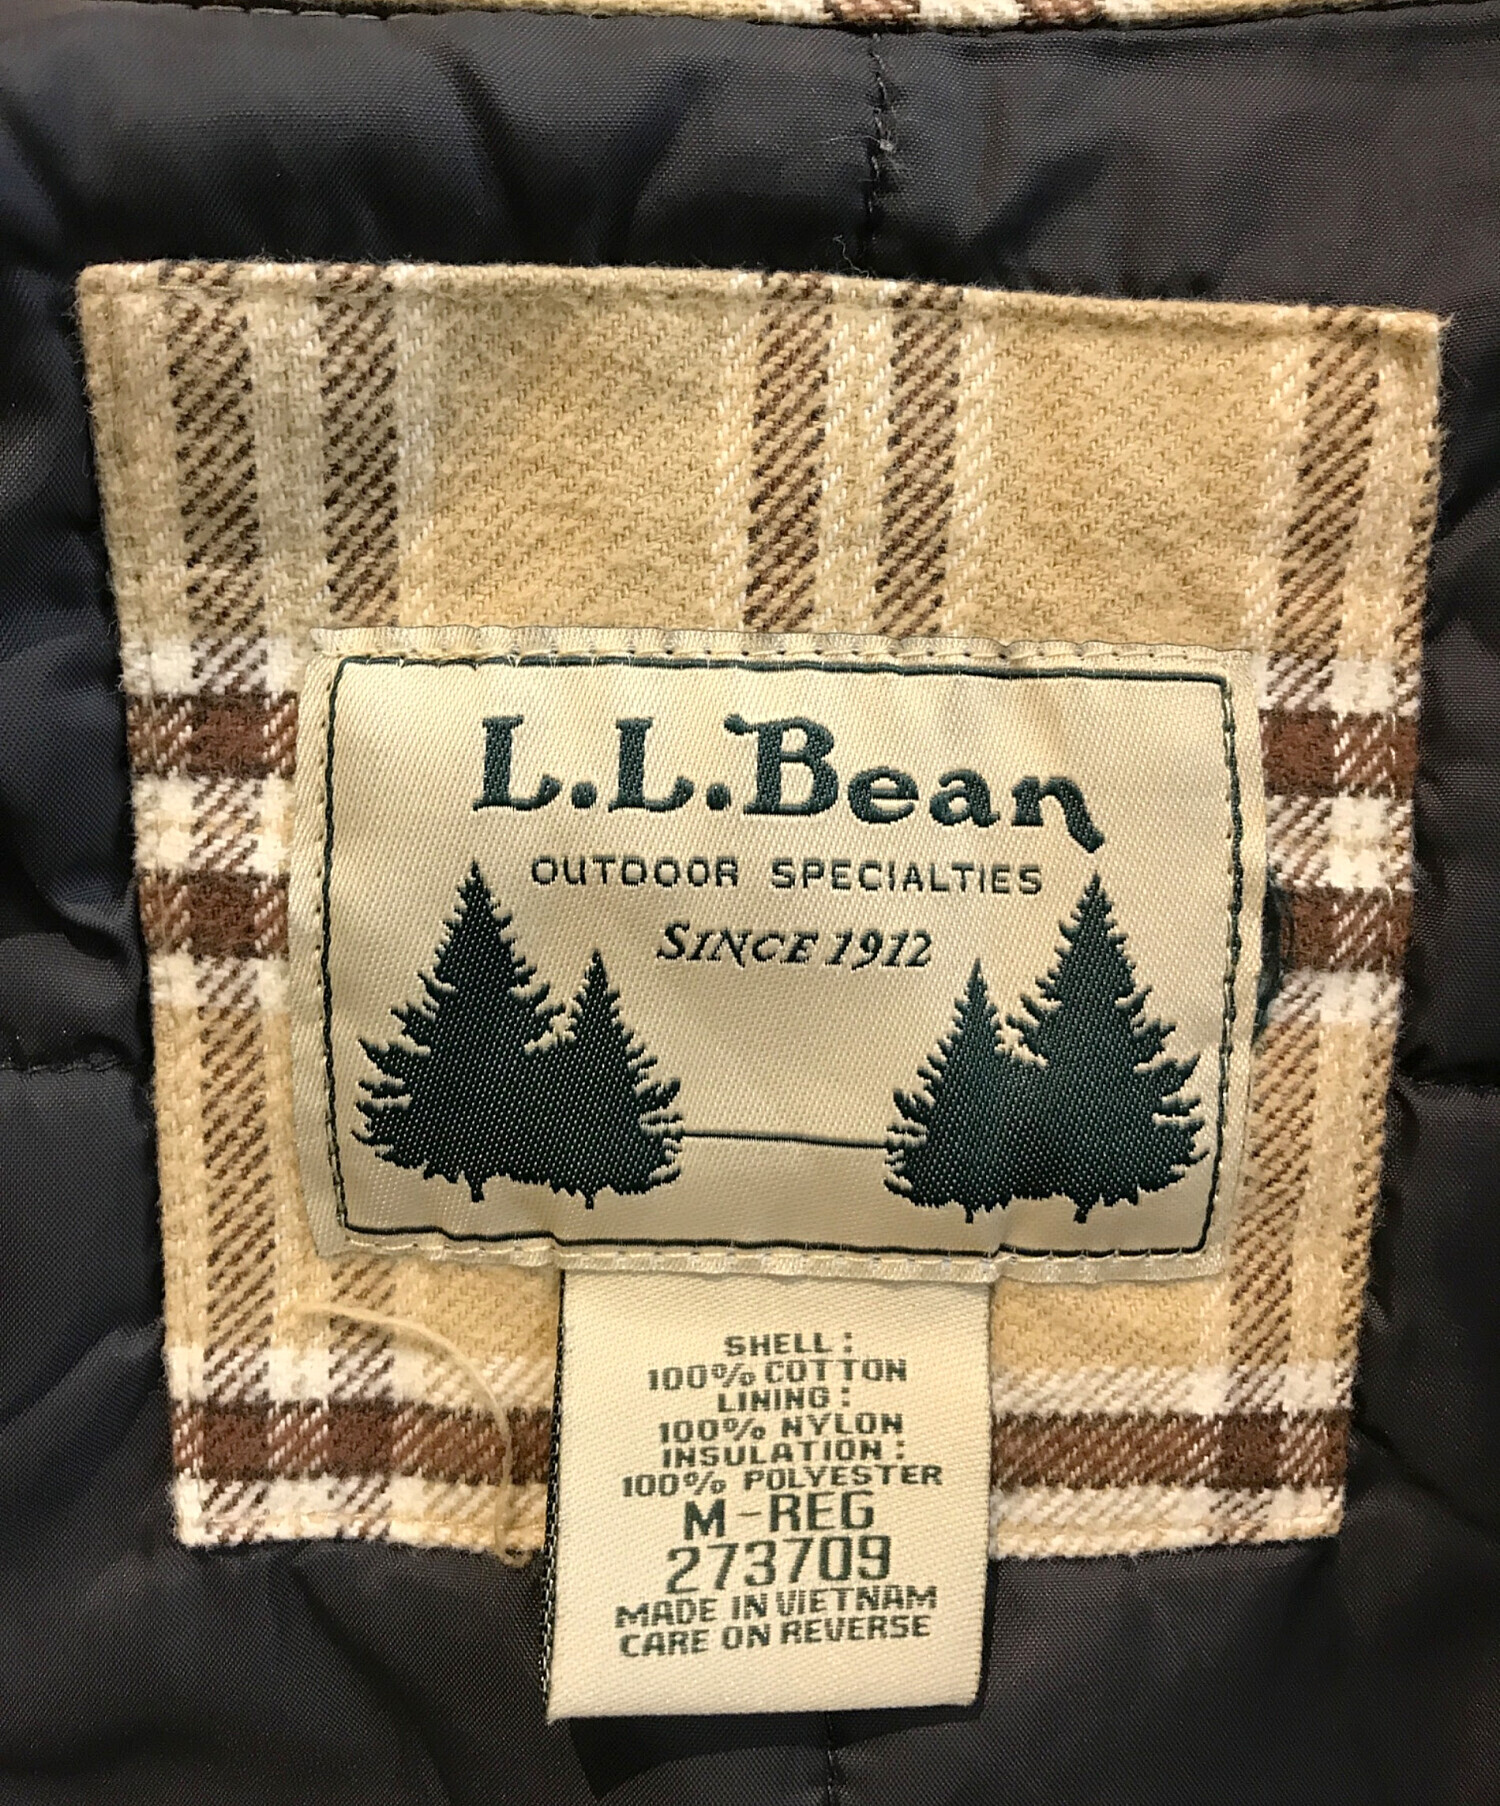 L.L.Bean
OUTDOOR SPECIALTIES
SINCE 1912
SHELL:
100% COTTON
LINING:
100% NYLON
INSULATION:
100% POLYESTER
M-REG
273709
MADE IN VIETNAM
CARE ON REVERSE